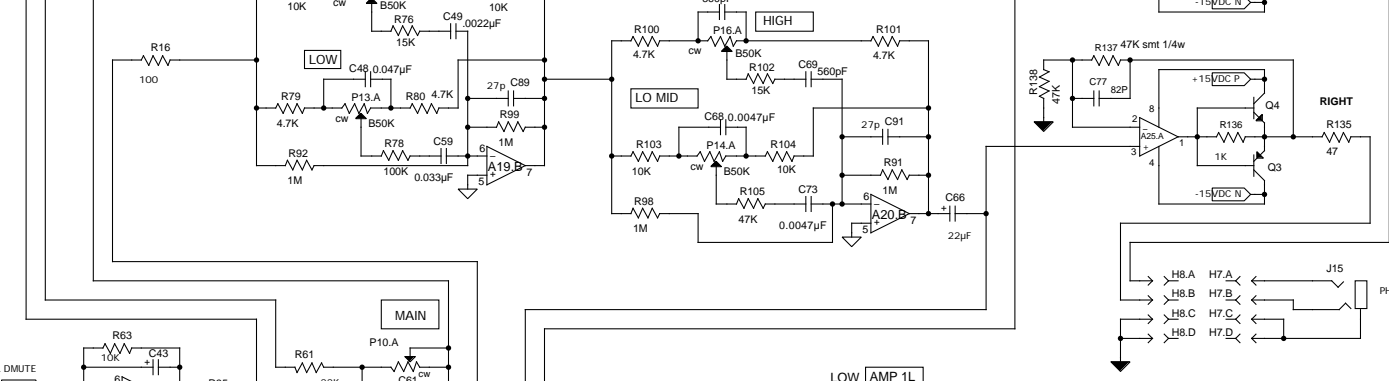 10K
cw
B50K
10K
R76
15K
C49
.0022µF
R16
100
LOW
C48
0.047µF
R79
4.7K
P13.A
cw
B50K
R80
4.7K
27p
C89
R99
1M
R78
100K
C59
0.033µF
R92
1M
6
5
7
A19.B
HIGH
R100
4.7K
P16.A
cw
B50K
R101
4.7K
R102
15K
C69
560pF
LO MID
C68
0.0047µF
R103
10K
P14.A
cw
B50K
R104
10K
27p
C91
R91
1M
R105
47K
C73
0.0047µF
R98
1M
6
5
7
A20.B
C66
+
22µF
-15VDC N
R137
47K smt 1/4w
R138
47K
C77
82P
+15VDC P
8
2
3
4
1
A25.A
R136
1K
Q4
Q3
-15VDC N
RIGHT
R135
47
H8.A
H7.A
H8.B
H7.B
H8.C
H7.C
H8.D
H7.D
J15
PH
MAIN
P10.A
cw
R61
C61
R63
10K
+
C43
6
DMUTE
LOW
AMP 1L